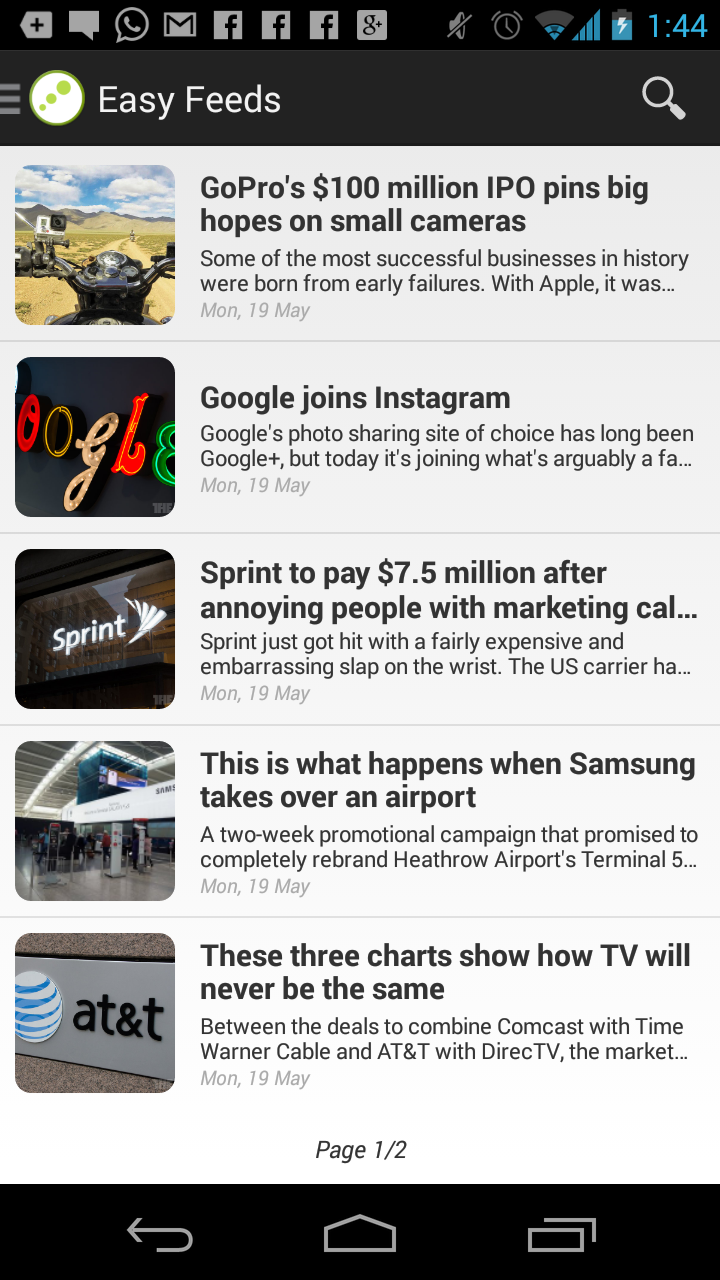 1:44
Easy Feeds
GoPro's $100 million IPO pins big
hopes on small cameras
Some of the most successful businesses in history
were born from early failures. With Apple, it was...
Mon, 19 May
Google
Google joins Instagram
Google's photo sharing site of choice has long been
Google+, but today it's joining what's arguably a fa...
Mon, 19 May
Sprint
Sprint to pay $7.5 million after
annoying people with marketing cal...
Sprint just got hit with a fairly expensive and
embarrassing slap on the wrist. The US carrier ha...
Mon, 19 May
SAMS
This is what happens when Samsung
takes over an airport
A two-week promotional campaign that promised to
completely rebrand Heathrow Airport's Terminal 5...
Mon, 19 May
at&t
These three charts show how TV will
never be the same
Between the deals to combine Comcast with Time
Warner Cable and AT&T with DirecTV, the market...
Mon, 19 May
Page 1/2